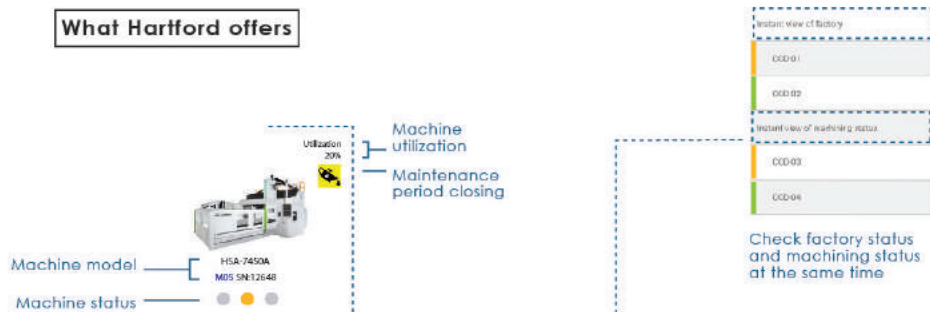 What Hartford offers
Utilization
20%
Machine
utilization
Maintenance
period closing
HSA-7450A
M05 SN:12648
Machine model
Machine status
Instant view of factory
CCD-01
CCD-02
Instant view of machining status
CCD-03
CCD-04
Check factory status
and machining status
at the same time